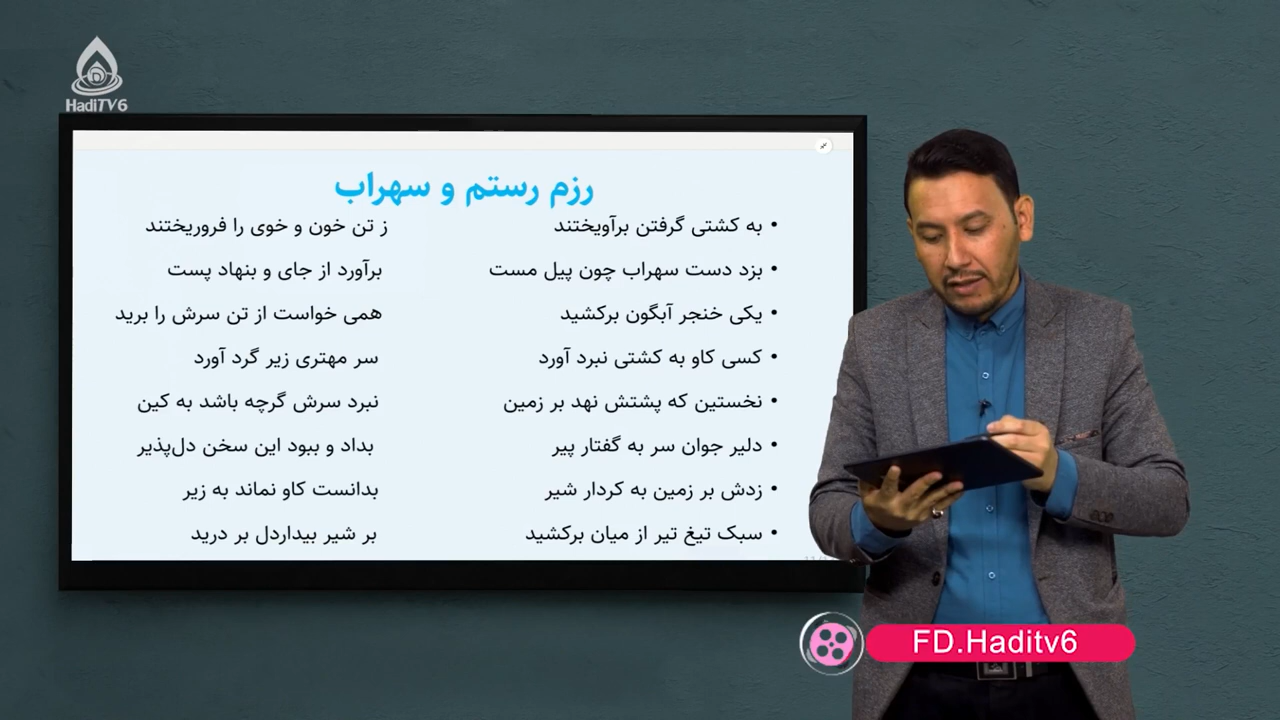 HadiTV6
رزم رستم و سهراب
• به کشتی گرفتن برآویختند ز تن خون و خوی را فروریختند
• بزد دست سهراب چون پیل مست برآورد از جای و بنهاد پست
• یکی خنجر آبگون برکشید همی خواست از تن سرش را برید
• کسی کاو به کشتی نبرد آورد سر مهتری زیر گرد آورد
• نخستین که پشتش نهد بر زمین نبرد سرش گرچه باشد به کین
• دلیر جوان سر به گفتار پیر بداد و ببود این سخن دل‌پذیر
• زدش بر زمین به کردار شیر بدانست کاو نماند به زیر
• سبک تیغ تیر از میان برکشید بر شیر بیداردل بر درید
FD.Haditv6